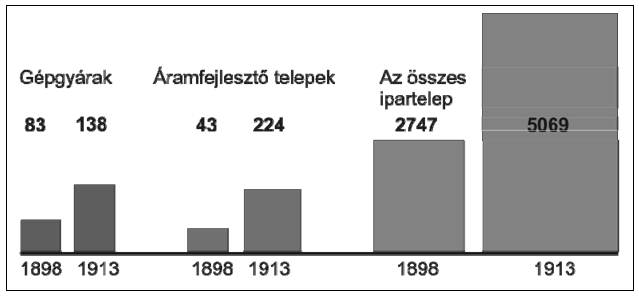 Gépgyárak
Áramfejlesztő telepek
Az összes
ipartelep
83 138
43 224
2747
5069
1898 1913
1898 1913
1898
1913